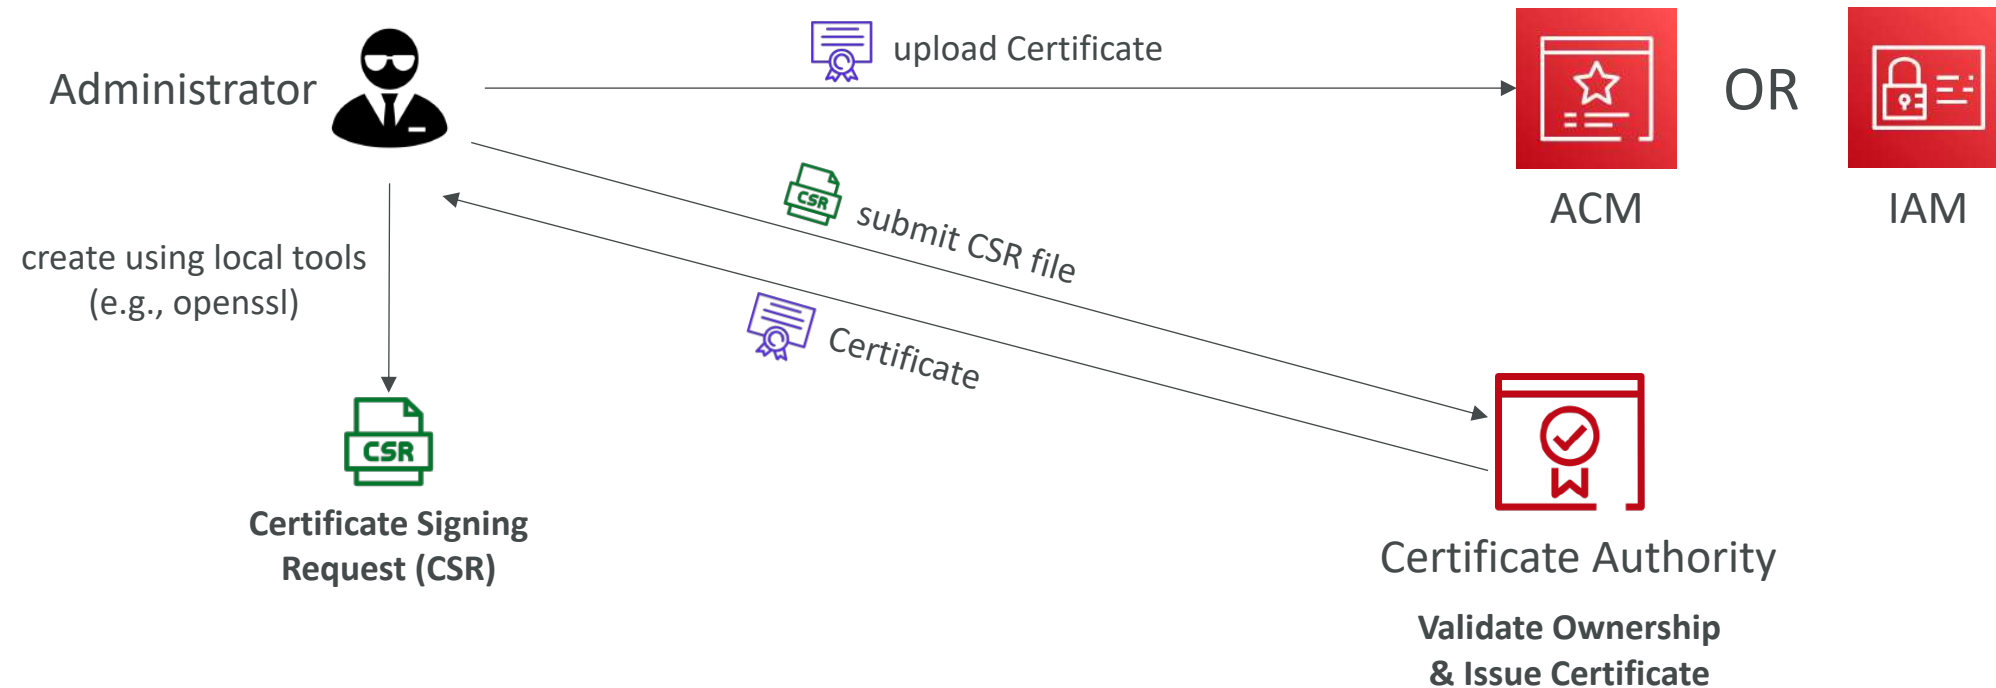 upload Certificate
Administrator
OR
ACM
IAM
CSR
submit CSR file
create using local tools
(e.g., openssl)
Certificate
CSR
Certificate Signing
Request (CSR)
Certificate Authority
Validate Ownership
& Issue Certificate